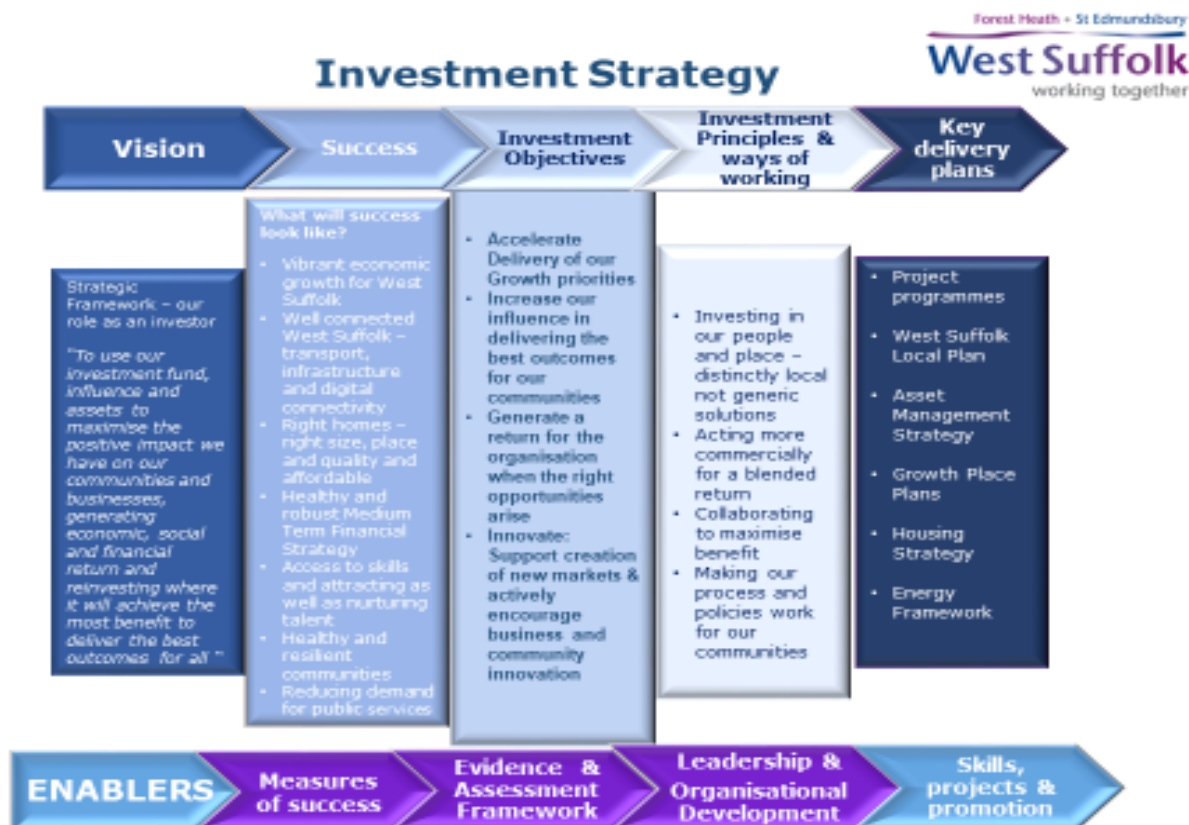 Forest Heath • St Edmundsbury
West Suffolk
working together
Investment Strategy
Vision
Success
Investment
Objectives
Investment
Principles &
ways of
working
Key
delivery
plans
Strategic
Framework – our
role as an investor
"To use our
investment fund,
influence and
assets to
maximise the
positive impact we
have on our
communities and
businesses,
generating
economic, social
and financial
return and
reinvesting where
it will achieve the
most benefit to
deliver the best
outcomes for all "
What will success
look like?
• Vibrant economic
growth for West
Suffolk
• Well connected
West Suffolk –
transport,
infrastructure
and digital
connectivity
• Right homes –
right size, place
and quality and
affordable
• Healthy and
robust Medium
Term Financial
Strategy
• Access to skills
and attracting as
well as nurturing
talent
• Healthy and
resilient
communities
• Reducing demand
for public services
• Accelerate
Delivery of our
Growth priorities
• Increase our
influence in
delivering the
best outcomes
for our
communities
• Generate a
return for the
organisation
when the right
opportunities
arise
• Innovate:
Support creation
of new markets &
actively
encourage
business and
community
innovation
• Investing in
our people
and place –
distinctly local
not generic
solutions
• Acting more
commercially
for a blended
return
• Collaborating
to maximise
benefit
• Making our
process and
policies work
for our
communities
• Project
programmes
• West Suffolk
Local Plan
• Asset
Management
Strategy
• Growth Place
Plans
• Housing
Strategy
• Energy
Framework
ENABLERS
Measures
of success
Evidence &
Assessment
Framework
Leadership &
Organisational
Development
Skills,
projects &
promotion